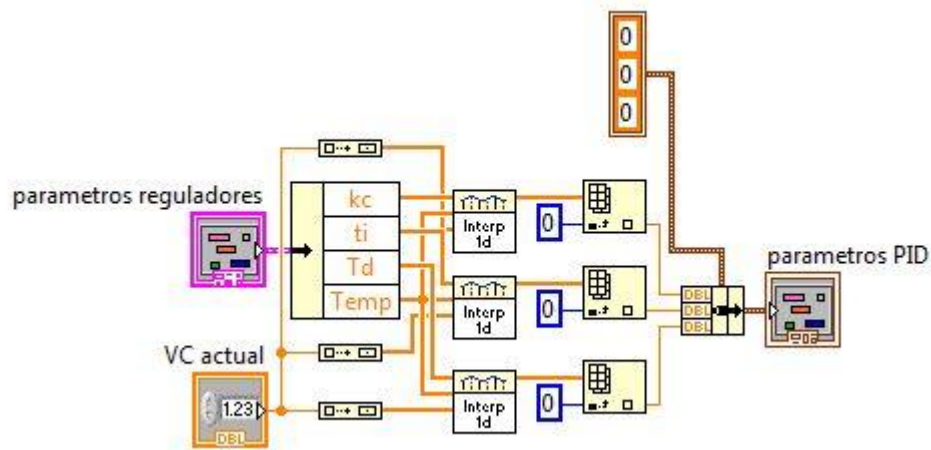 0
0
0
parametros reguladores
kc
ti
Td
Temp
Interp
1d
0
Interp
1d
0
Interp
1d
0
DBL
DBL
DBL
parametros PID
VC actual
1.23
DBL